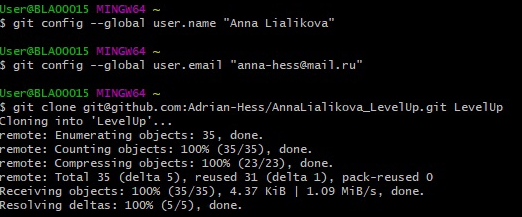 User@BLA00015 MINGW64 ~
$ git config --global user.name "Anna Lialikova"
User@BLA00015 MINGW64 ~
$ git config --global user.email "anna-hess@mail.ru"
User@BLA00015 MINGW64 ~
$ git clone git@github.com:Adrian-Hess/AnnaLialikova_LevelUp.git LevelUp
Cloning into 'LevelUp'...
remote: Enumerating objects: 35, done.
remote: Counting objects: 100% (35/35), done.
remote: Compressing objects: 100% (23/23), done.
remote: Total 35 (delta 5), reused 31 (delta 1), pack-reused 0
Receiving objects: 100% (35/35), 4.37 KiB | 1.09 MiB/s, done.
Resolving deltas: 100% (5/5), done.